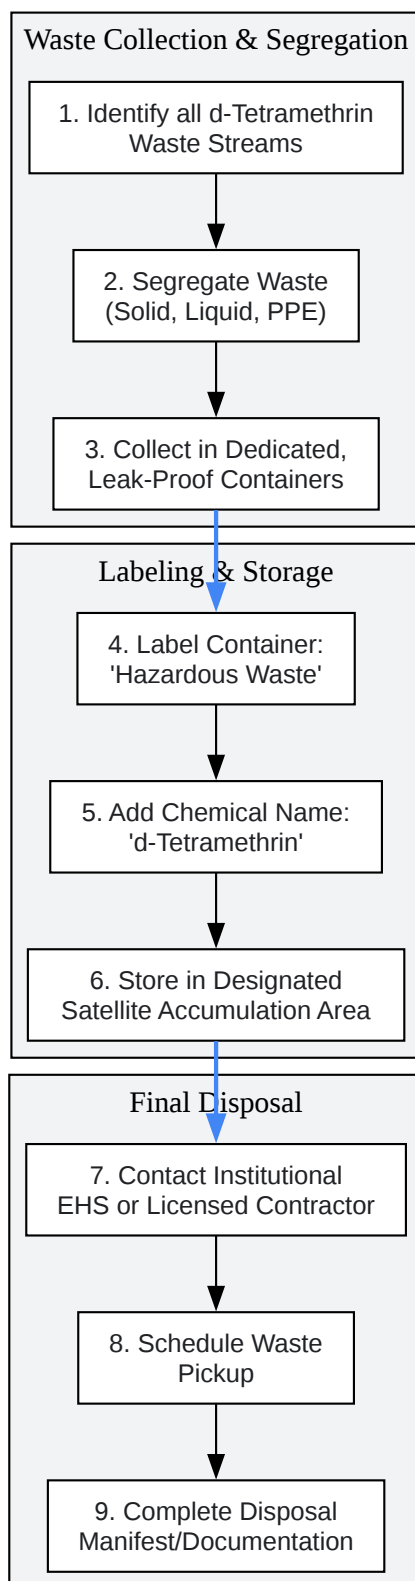 Waste Collection & Segregation
1. Identify all d-Tetramethrin
Waste Streams
2. Segregate Waste
(Solid, Liquid, PPE)
3. Collect in Dedicated,
Leak-Proof Containers
Labeling & Storage
4. Label Container:
'Hazardous Waste'
5. Add Chemical Name:
'd-Tetramethrin'
6. Store in Designated
Satellite Accumulation Area
Final Disposal
7. Contact Institutional
EHS or Licensed Contractor
8. Schedule Waste
Pickup
9. Complete Disposal
Manifest/Documentation